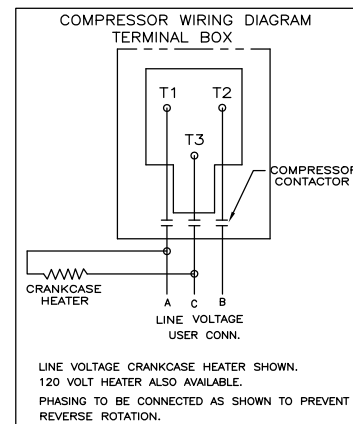 COMPRESSOR WIRING DIAGRAM
TERMINAL BOX
T1 T2
T3
COMPRESSOR
CONTACTOR
CRANKCASE
HEATER
A C B
LINE VOLTAGE
USER CONN.
LINE VOLTAGE CRANKCASE HEATER SHOWN.
120 VOLT HEATER ALSO AVAILABLE.
PHASING TO BE CONNECTED AS SHOWN TO PREVENT
REVERSE ROTATION.